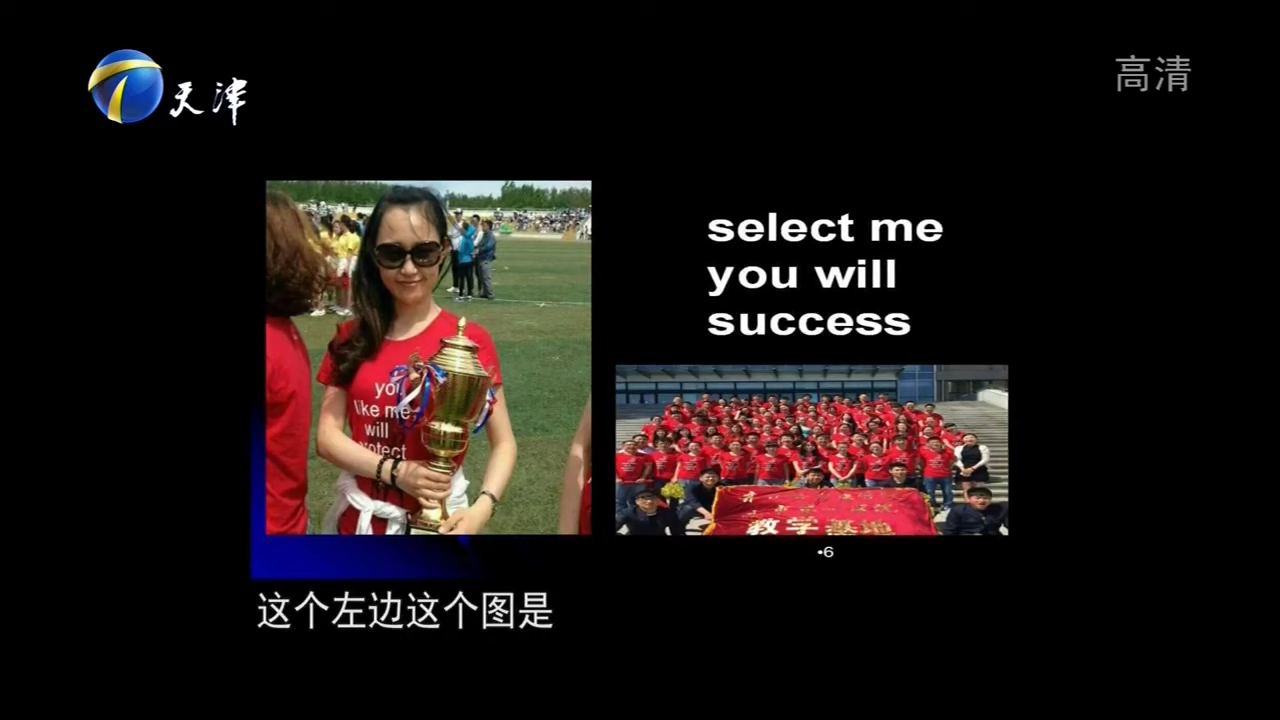 天津
高清
select me
you will
success
you
like me
will
protect
教学基地
•6
这个左边这个图是